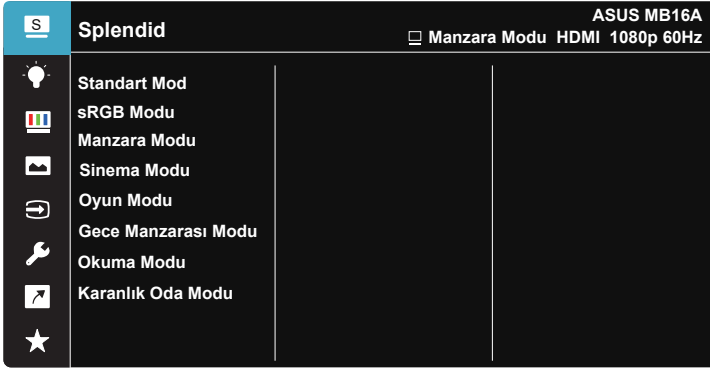 S
Splendid
ASUS MB16A
Manzara Modu HDMI 1080p 60Hz
Standart Mod
sRGB Modu
Manzara Modu
Sinema Modu
Oyun Modu
Gece Manzarası Modu
Okuma Modu
Karanlık Oda Modu